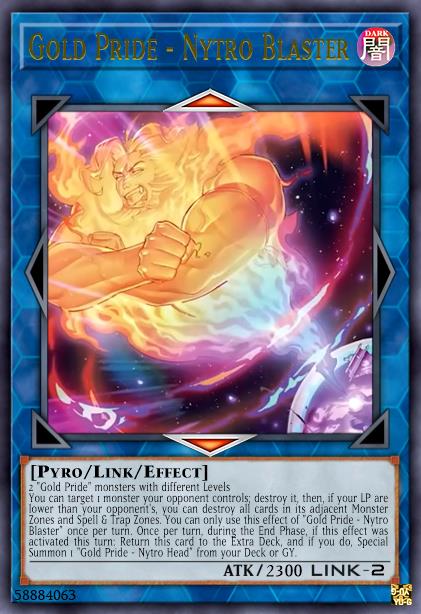 GOLD PRIDE - NYTRO BLASTER
DARK
闇
[PYRO/LINK/EFFECT]
2 "Gold Pride" monsters with different Levels
You can target 1 monster your opponent controls; destroy it, then, if your LP are
lower than your opponent's, you can destroy all cards in its adjacent Monster
Zones and Spell & Trap Zones. You can only use this effect of "Gold Pride - Nytro
Blaster" once per turn. Once per turn, during the End Phase, if this effect was
activated this turn: Return this card to the Extra Deck, and if you do, Special
Summon 1 "Gold Pride - Nytro Head" from your Deck or GY.
ATK/2300 LINK-2
58884063